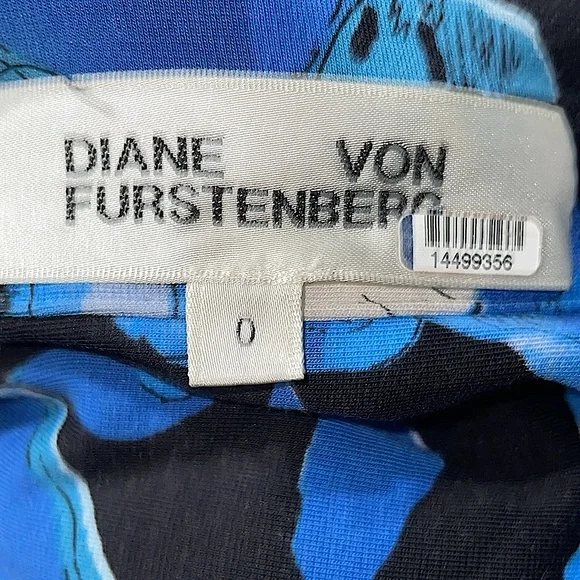 DIANE VON
FURSTENBERG
14499356
0